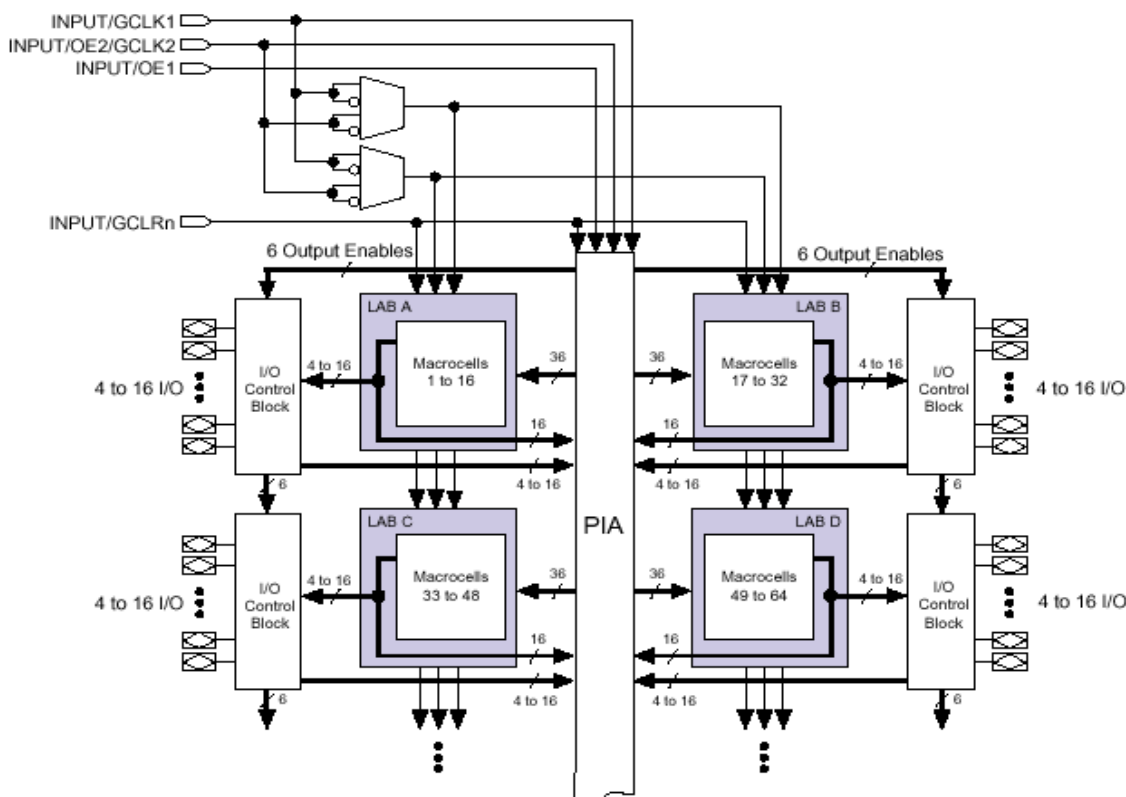 INPUT/GCLK1
INPUT/OE2/GCLK2
INPUT/OE1
INPUT/GCLRn
6 Output Enables
6 Output Enables
LAB A
LAB B
Macrocells
1 to 16
Macrocells
17 to 32
I/O
Control
Block
I/O
Control
Block
4 to 16
36
36
4 to 16
4 to 16 I/O
4 to 16 I/O
16
16
4 to 16
4 to 16
6
6
PIA
LAB C
LAB D
Macrocells
33 to 48
Macrocells
49 to 64
I/O
Control
Block
I/O
Control
Block
4 to 16
36
36
4 to 16
4 to 16 I/O
4 to 16 I/O
16
16
4 to 16
4 to 16
6
6